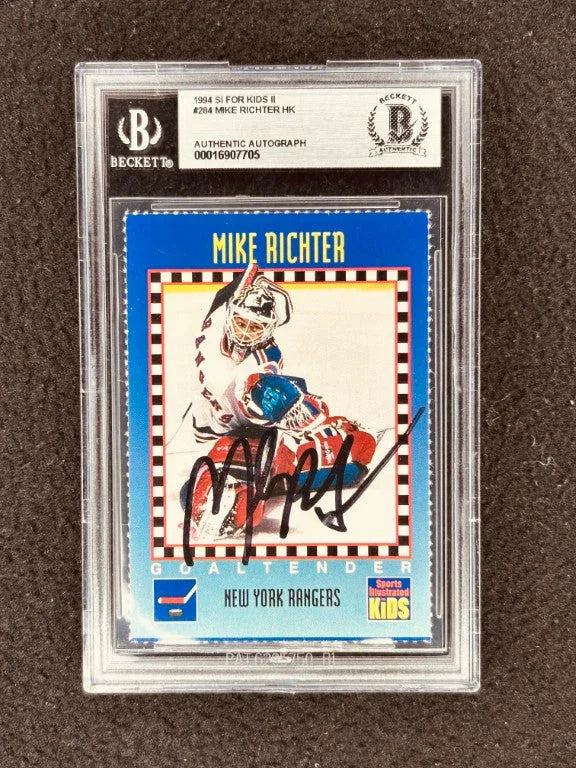 1994 SI FOR KIDS II
#284 MIKE RICHTER HK
AUTHENTIC AUTOGRAPH
00016907705
B
BECKETT
BECKETT
B
AUTHENTIC
MIKE RICHTER
RANGERS
GOALTENDER
NEW YORK RANGERS
Sports
Illustrated
KiDS